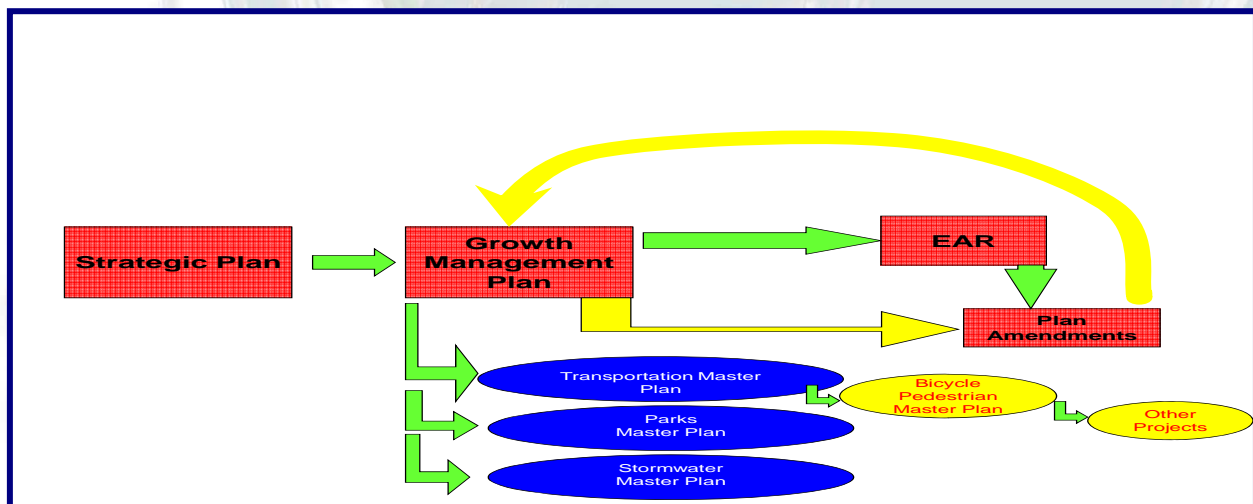 Strategic Plan
Growth
Management
Plan
EAR
Plan
Amendments
Transportation Master
Plan
Bicycle
Pedestrian
Master Plan
Other
Projects
Parks
Master Plan
Stormwater
Master Plan